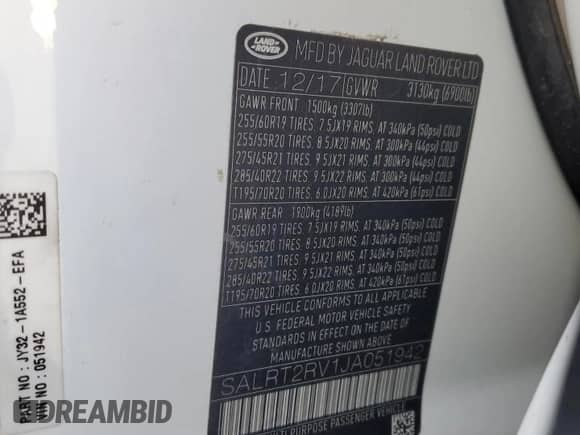 LAND ROVER
MFD BY JAGUAR LAND ROVER LTD
DATE 12/17 GVWR 3130kg (6900lb)
GAWR FRONT 1500kg (3307lb)
255/60R19 TIRES. 7.5JX19 RIMS. AT 340kPa (50psi) COLD
255/55R20 TIRES. 8.5JX20 RIMS. AT 300kPa (44psi) COLD
275/45R21 TIRES. 9.5JX21 RIMS. AT 300kPa (44psi) COLD
285/40R22 TIRES. 9.5JX22 RIMS. AT 300kPa (44psi) COLD
T195/70R20 TIRES. 6.0JX20 RIMS. AT 420kPa (61psi) COLD
GAWR REAR 1900kg (4189lb)
255/60R19 TIRES. 7.5JX19 RIMS. AT 340kPa (50psi) COLD
255/55R20 TIRES. 8.5JX20 RIMS. AT 340kPa (50psi) COLD
275/45R21 TIRES. 9.5JX21 RIMS. AT 340kPa (50psi) COLD
285/40R22 TIRES. 9.5JX22 RIMS. AT 340kPa (50psi) COLD
T195/70R20 TIRES. 6.0JX20 RIMS. AT 420kPa (61psi) COLD
THIS VEHICLE CONFORMS TO ALL APPLICABLE
U.S FEDERAL MOTOR VEHICLE SAFETY
STANDARDS IN EFFECT ON THE DATE OF
MANUFACTURE SHOWN ABOVE
SALRT2RV1JA051942
MULTIPURPOSE PASSENGER VEHICLE
PART NO : JY32-1A552-EFA
VIN NO : 051942
DREAMBID